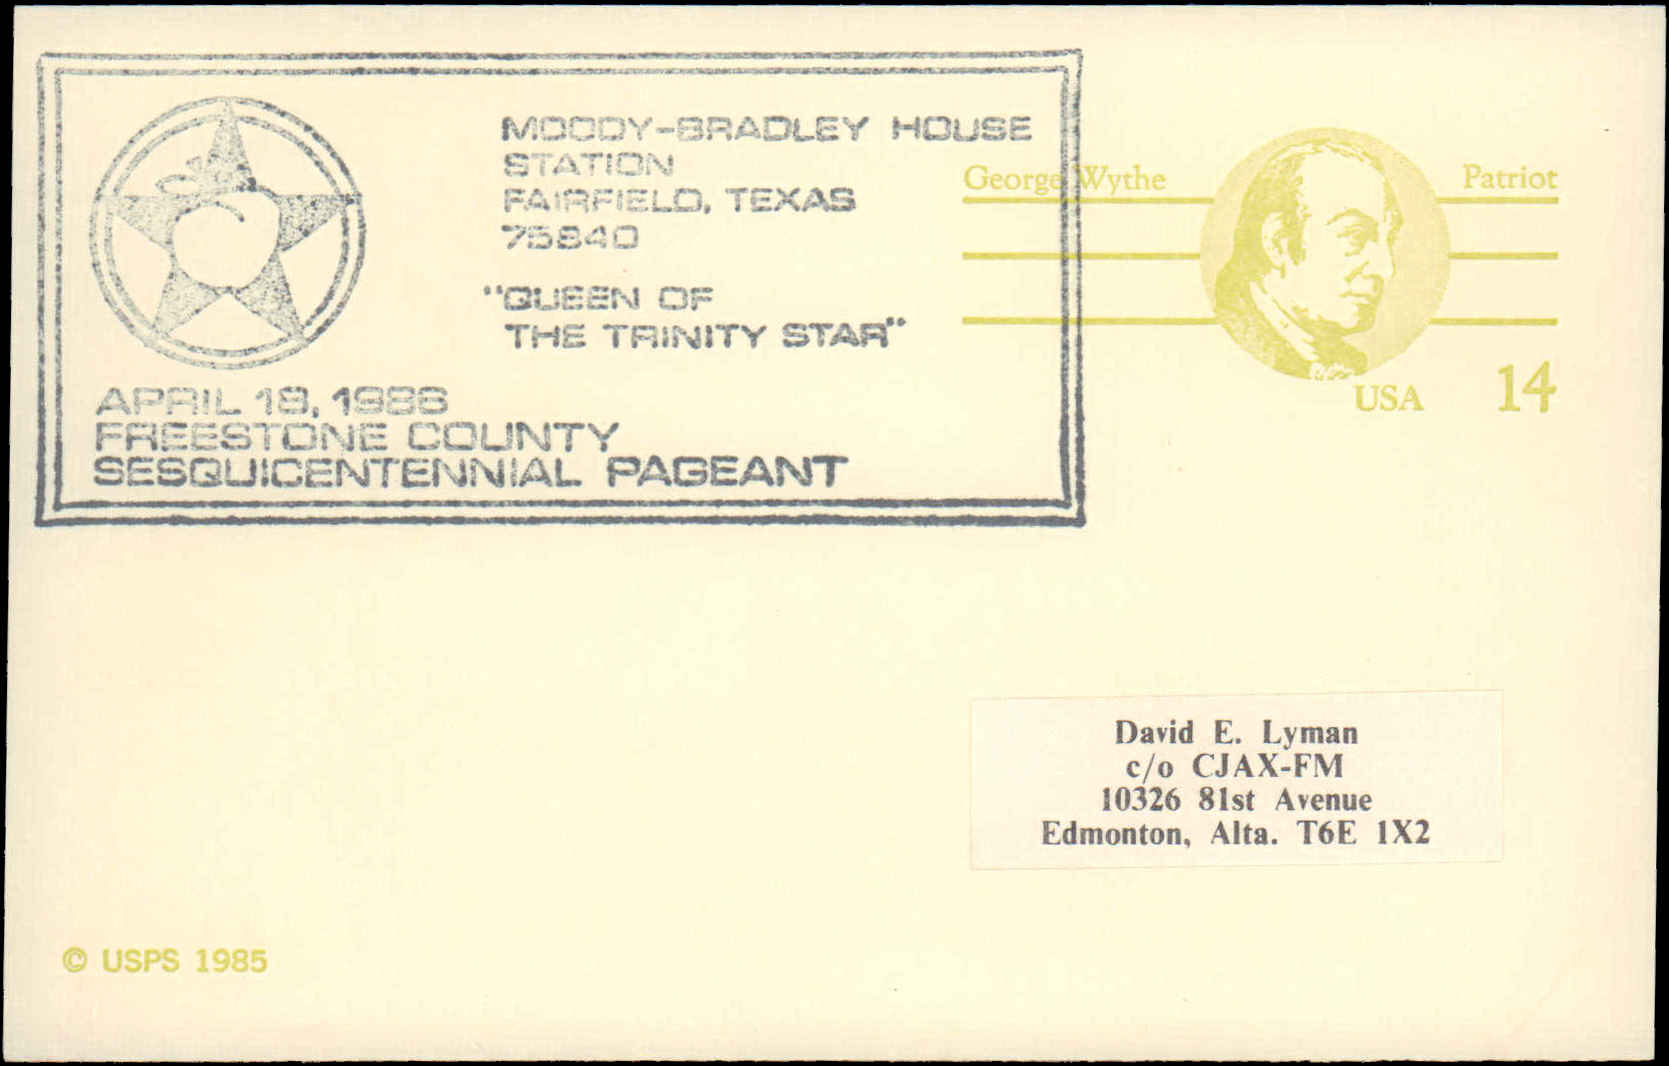 MOODY-BRADLEY HOUSE
STATION
FAIRFIELD, TEXAS
75840
"QUEEN OF
THE TRINITY STAR"
APRIL 18, 1986
FREESTONE COUNTY
SESQUICENTENNIAL PAGEANT
George Wythe Patriot
USA 14
David E. Lyman
c/o CJAX-FM
10326 81st Avenue
Edmonton, Alta. T6E 1X2
© USPS 1985